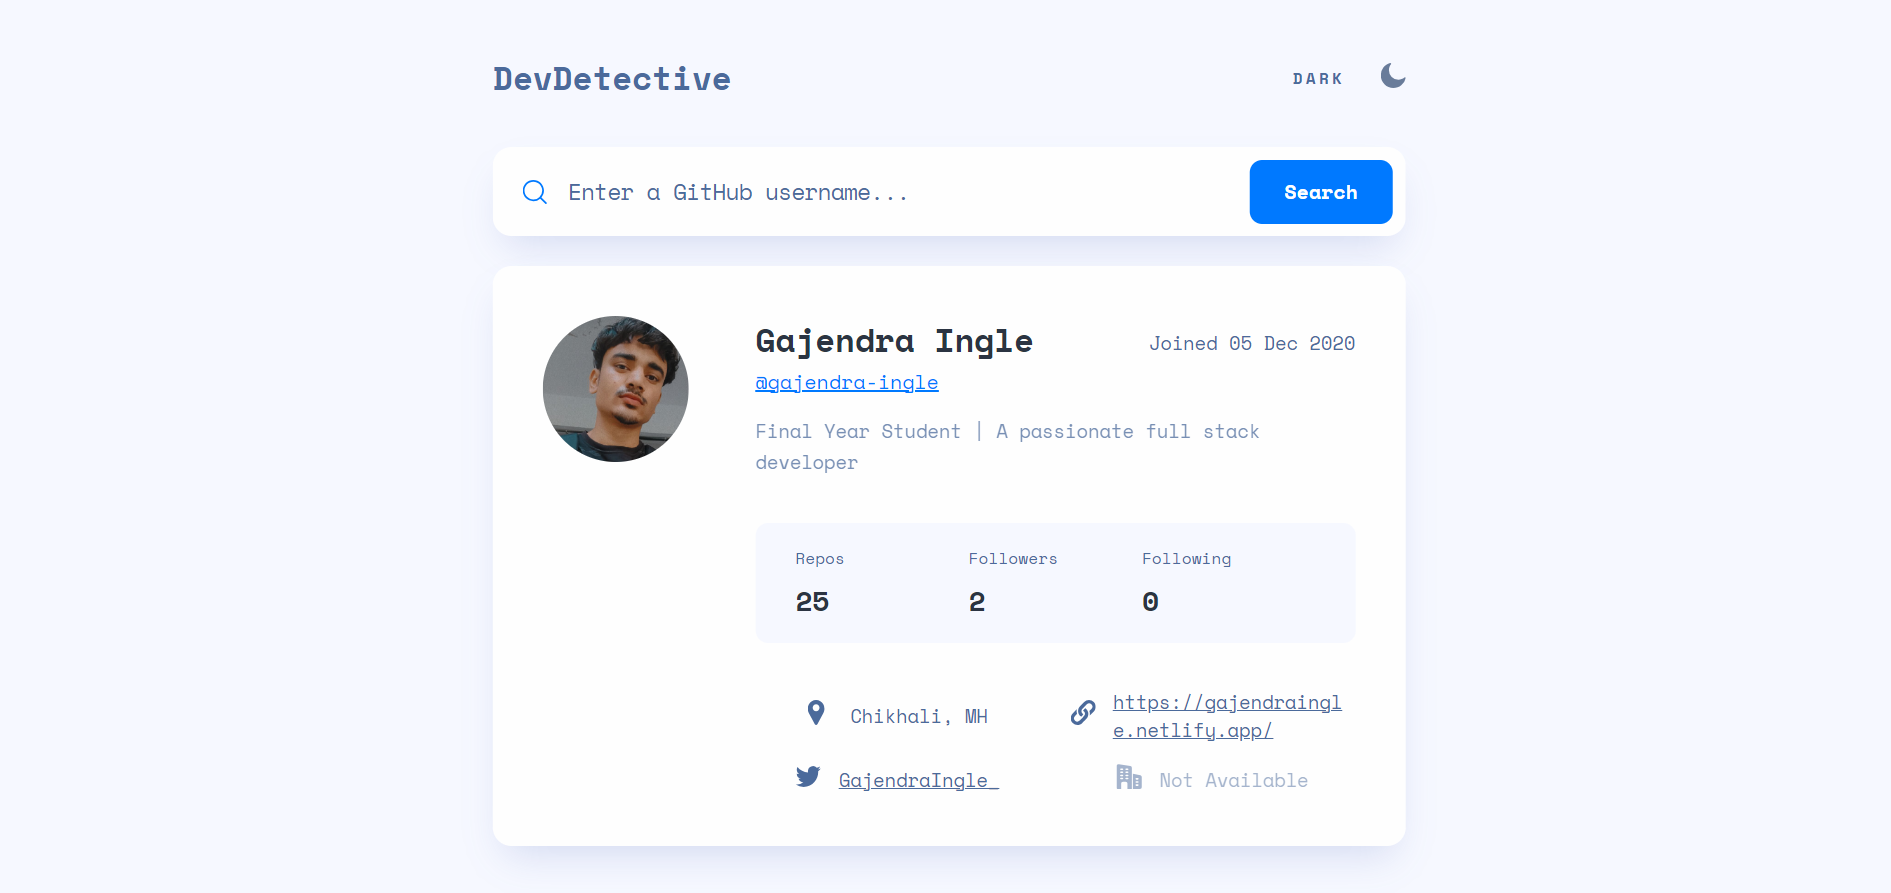 DevDetective
DARK
Enter a GitHub username...
Search
Gajendra Ingle
Joined 05 Dec 2020
@gajendra-ingle
Final Year Student | A passionate full stack
developer
Repos Followers Following
25 2 0
Chikhali, MH
https://gajendraingl
e.netlify.app/
GajendraIngle_
Not Available